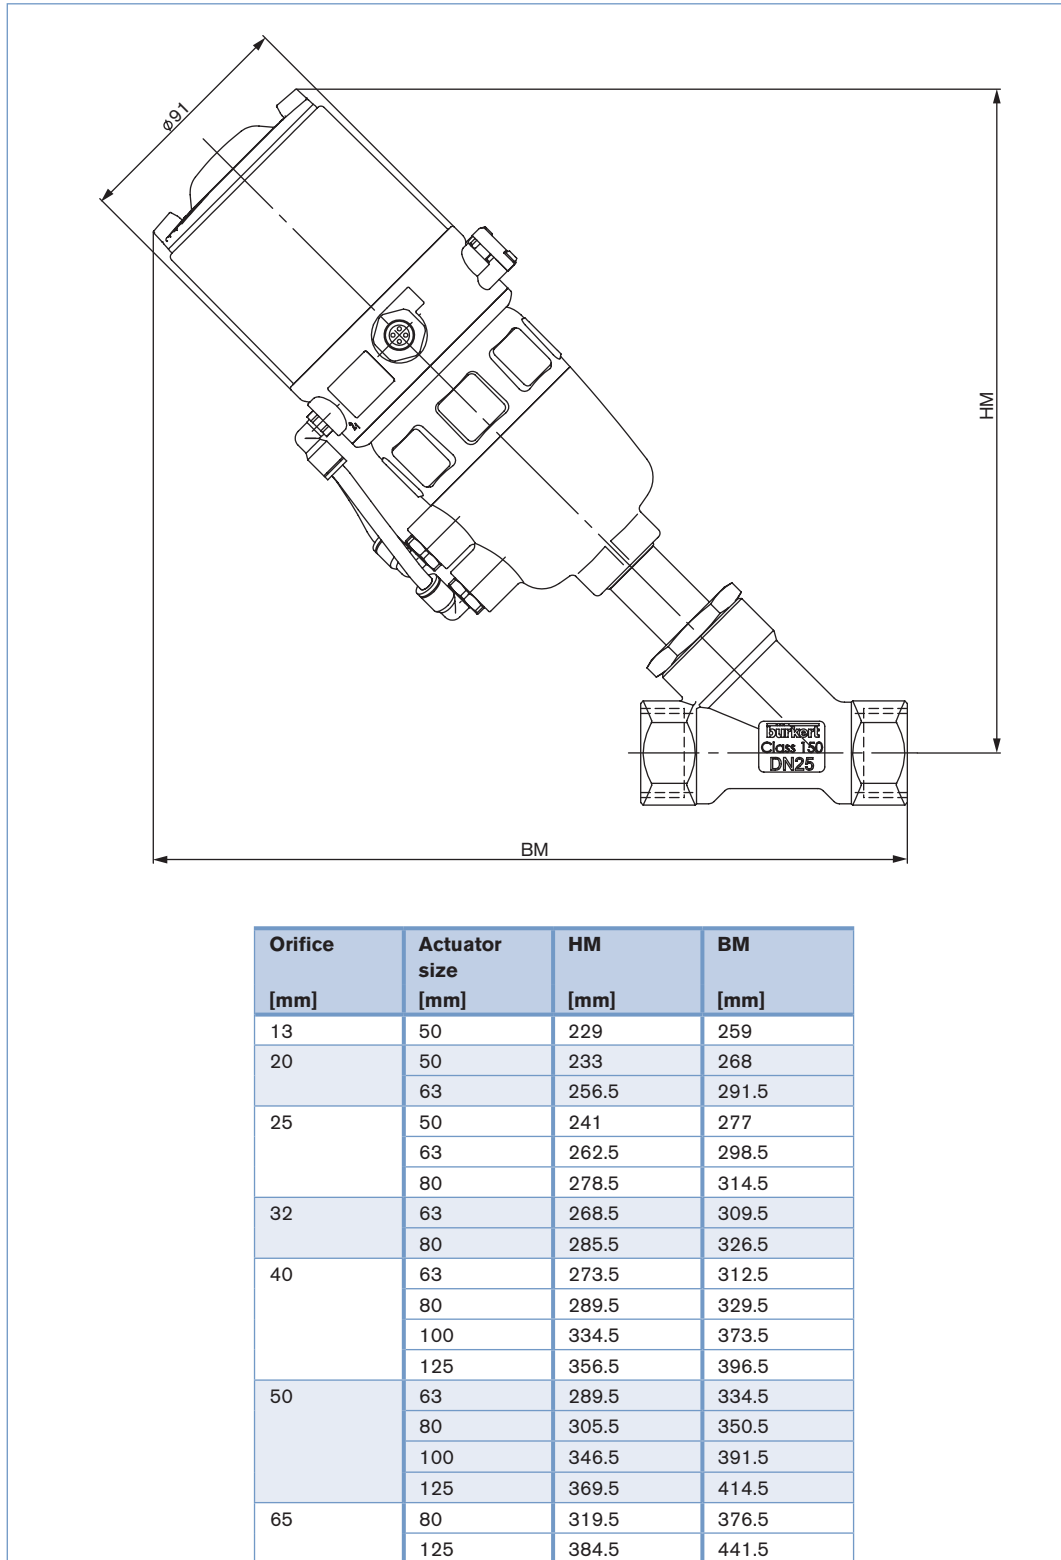 ø91
HM
bürkert
Class 150
DN25
BM
Orifice Actuator size HM BM
[mm] [mm] [mm] [mm]
13 50 229 259
20 50 233 268
63 256.5 291.5
25 50 241 277
63 262.5 298.5
80 278.5 314.5
32 63 268.5 309.5
80 285.5 326.5
40 63 273.5 312.5
80 289.5 329.5
100 334.5 373.5
125 356.5 396.5
50 63 289.5 334.5
80 305.5 350.5
100 346.5 391.5
125 369.5 414.5
65 80 319.5 376.5
125 384.5 441.5